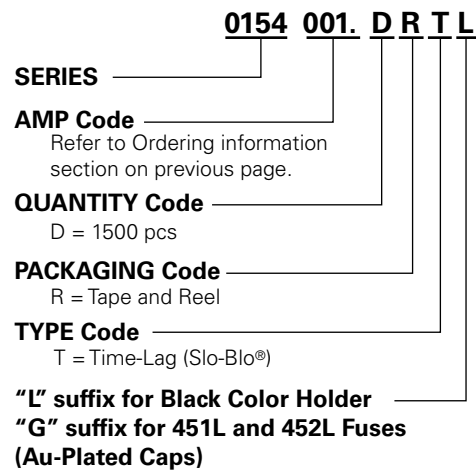 0154 001. D R T L
SERIES
AMP Code
Refer to Ordering information
section on previous page.
QUANTITY Code
D = 1500 pcs
PACKAGING Code
R = Tape and Reel
TYPE Code
T = Time-Lag (Slo-Blo®)
“L” suffix for Black Color Holder
“G” suffix for 451L and 452L Fuses
(Au-Plated Caps)